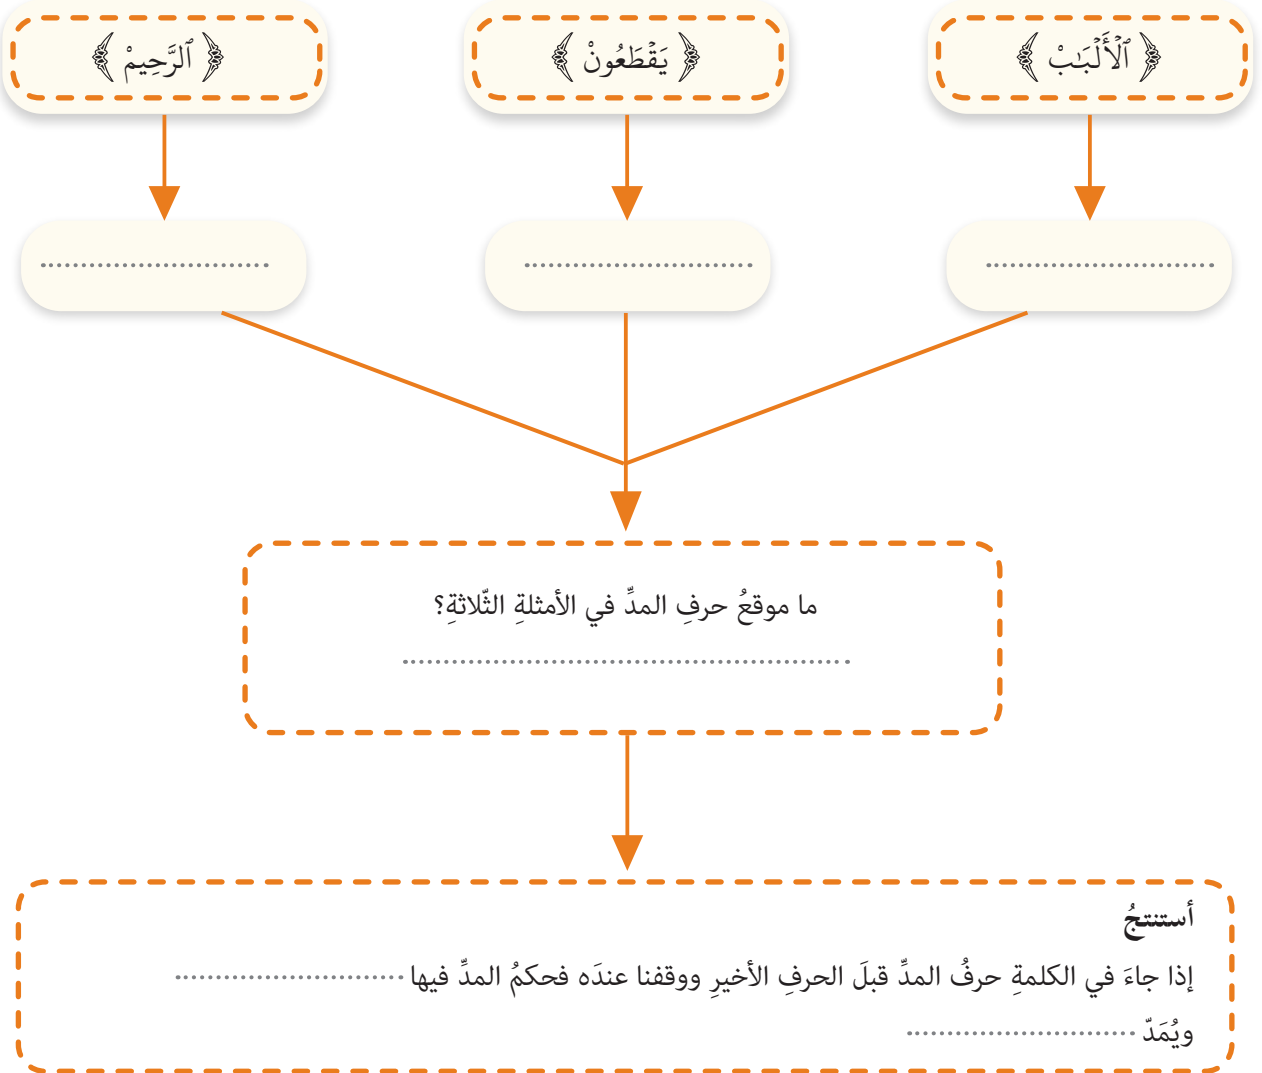 ﴿ ٱلۡأَلۡبَٰبْ ﴾ ﴿ يَقۡطَعُونْ ﴾ ﴿ ٱلرَّحِيمْ ﴾
ما موقعُ حرفِ المدِّ في الأمثلةِ الثّلاثةِ؟
أستنتجُ
إذا جاءَ في الكلمةِ حرفُ المدِّ قبلَ الحرفِ الأخيرِ ووقفنا عندَه فحكمُ المدِّ فيها ............................
ويُمَدّ ............................